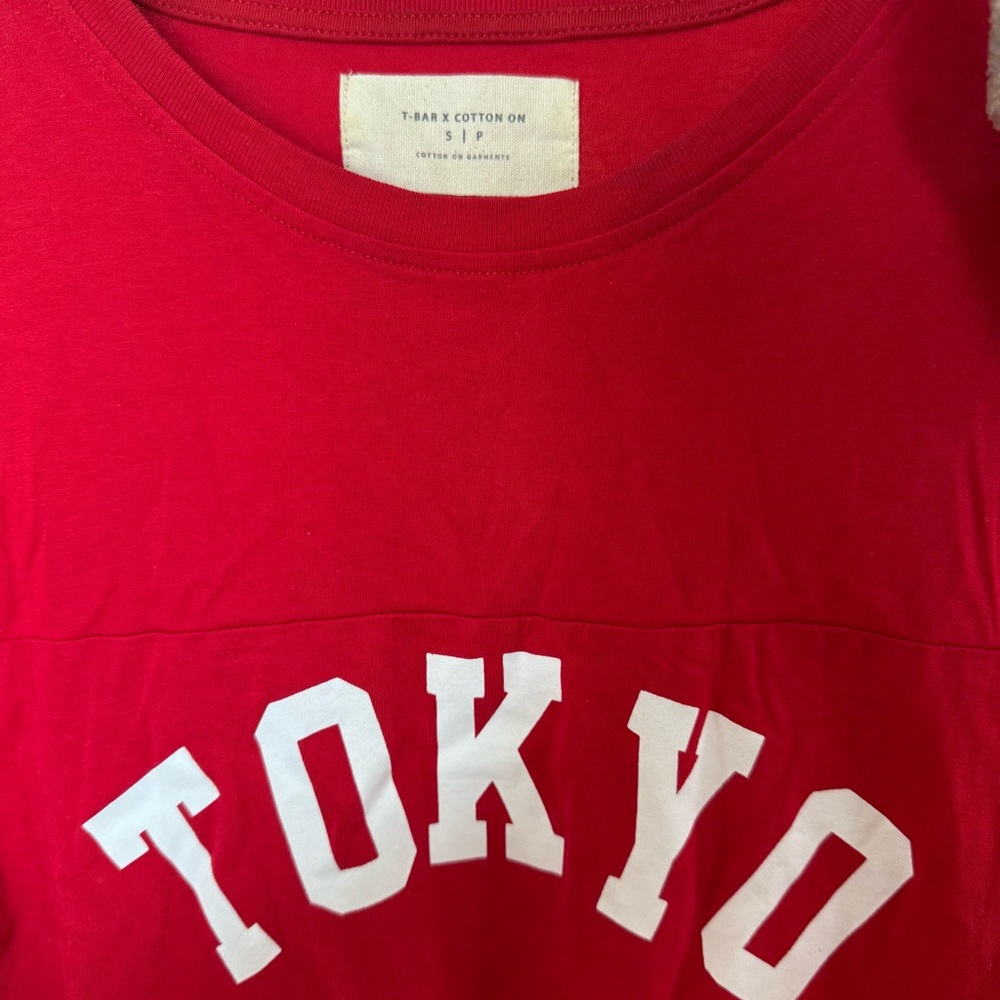 T-BAR X COTTON ON
S | P
COTTON ON GARMENTS
TOKYO